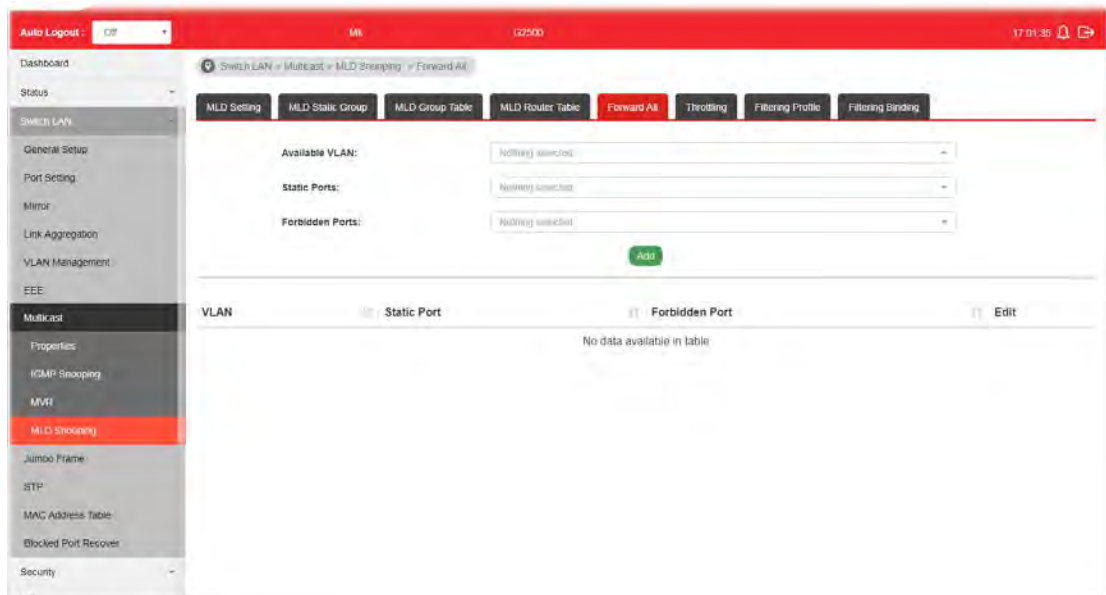 Auto Logout : Off
G2500
17:01:35
Switch LAN » Multicast » MLD Snooping » Forward All
MLD Setting
MLD Static Group
MLD Group Table
MLD Router Table
Forward All
Throttling
Filtering Profile
Filtering Binding
Available VLAN: Nothing selected
Static Ports: Nothing selected
Forbidden Ports: Nothing selected
Add
VLAN Static Port Forbidden Port Edit
No data available in table
Dashboard
Status
Switch LAN
General Setup
Port Setting
Mirror
Link Aggregation
VLAN Management
EEE
Multicast
Properties
IGMP Snooping
MVR
MLD Snooping
Jumbo Frame
STP
MAC Address Table
Blocked Port Recover
Security